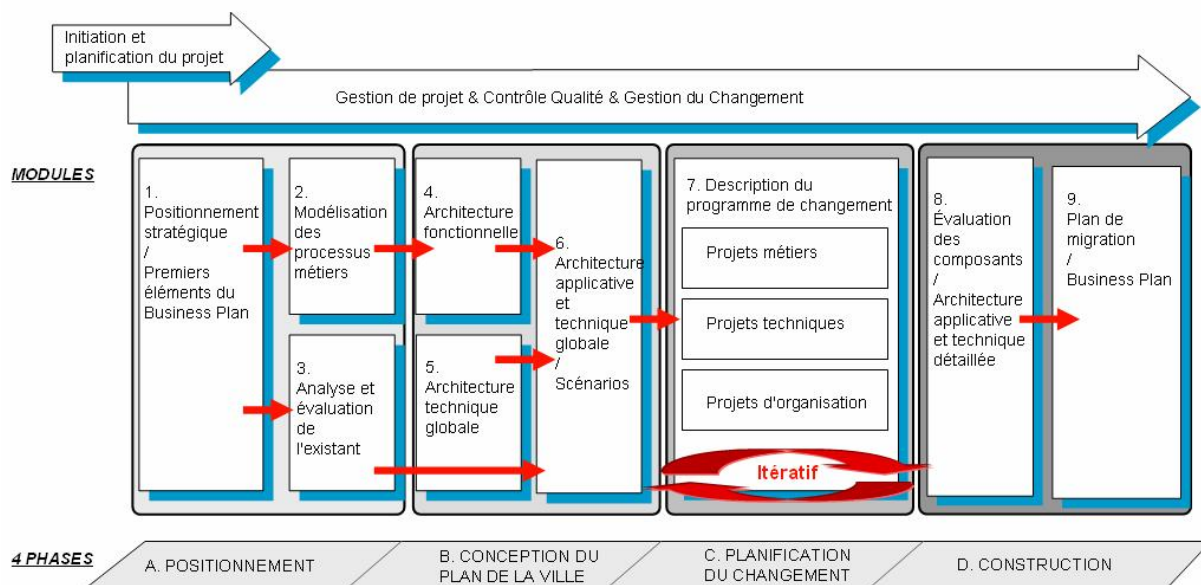 Initiation et
planification du projet
Gestion de projet & Contrôle Qualité & Gestion du Changement
MODULES
1.
Positionnement
stratégique
/
Premiers
éléments du
Business Plan
2.
Modélisation
des
processus
métiers
3.
Analyse et
évaluation
de
l'existant
4.
Architecture
fonctionnelle
5.
Architecture
technique
globale
6.
Architecture
applicative
et
technique
globale
/
Scénarios
7. Description du
programme de changement
Projets métiers
Projets techniques
Projets d'organisation
Itératif
8.
Évaluation
des
composants
/
Architecture
applicative
et technique
détaillée
9.
Plan de
migration
/
Business Plan
4 PHASES
A. POSITIONNEMENT
B. CONCEPTION DU
PLAN DE LA VILLE
C. PLANIFICATION
DU CHANGEMENT
D. CONSTRUCTION